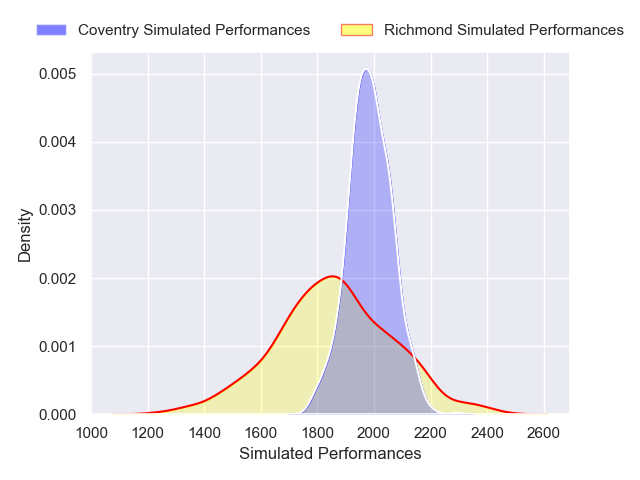 Coventry Simulated Performances Richmond Simulated Performances
0.005
0.004
0.003
0.002
0.001
0.000
Density
1000 1200 1400 1600 1800 2000 2200 2400 2600
Simulated Performances